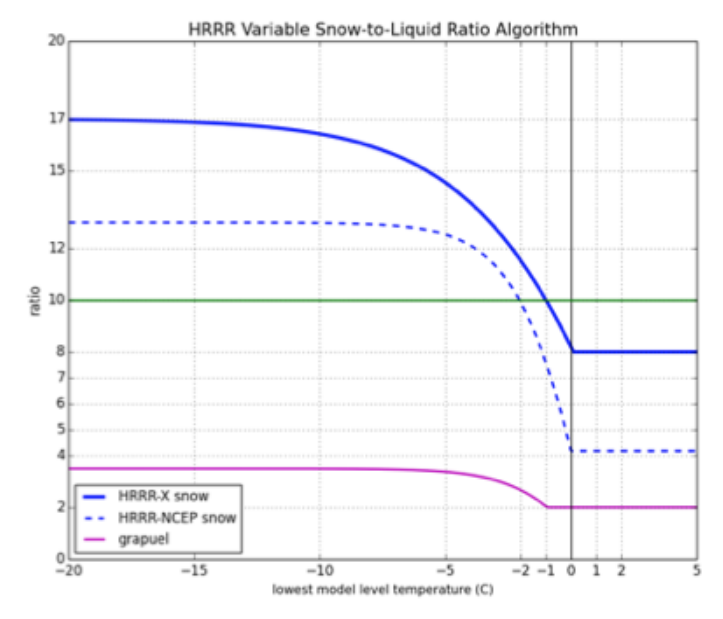 HRRR Variable Snow-to-Liquid Ratio Algorithm
20
17
15
12
10
8
7
6
5
4
2
0
ratio
HRRR-X snow
HRRR-NCEP snow
grapuel
−20 −15 −10 −5 −2 −1 0 1 2 5
lowest model level temperature (C)